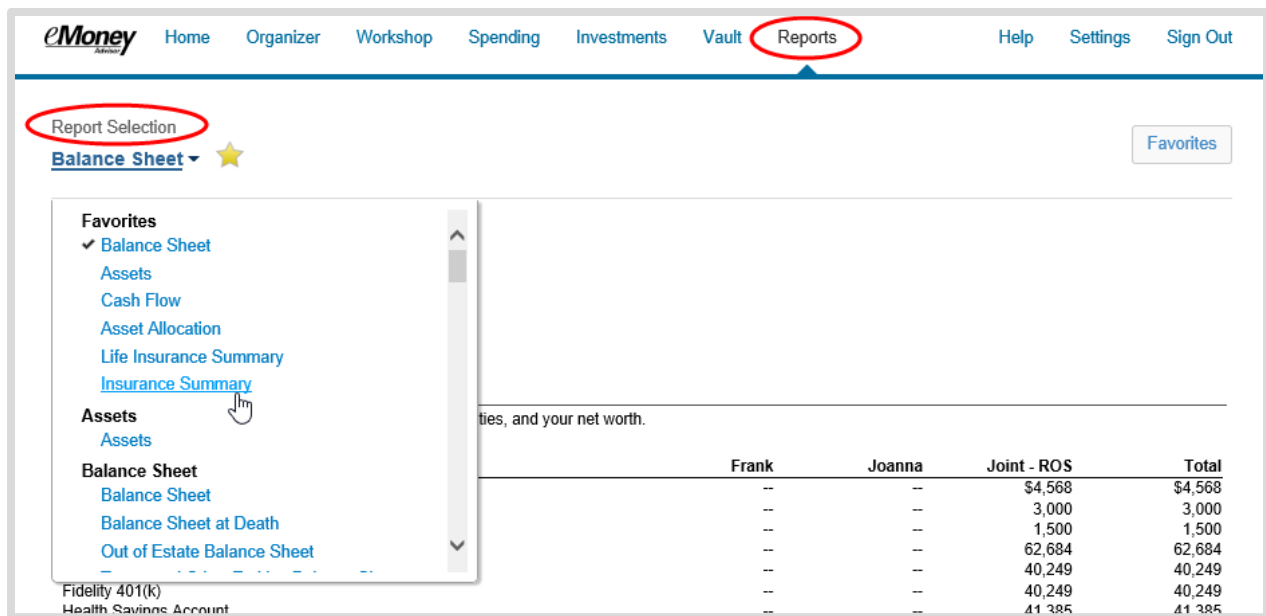 eMoney Advisor Home Organizer Workshop Spending Investments Vault Reports Help Settings Sign Out
Report Selection
Balance Sheet
Favorites
Favorites
Balance Sheet
Assets
Cash Flow
Asset Allocation
Life Insurance Summary
Insurance Summary
Assets
Assets
Balance Sheet
Balance Sheet
Balance Sheet at Death
Out of Estate Balance Sheet
ties, and your net worth.
Frank Joanna Joint - ROS Total
-- -- $4,568 $4,568
-- -- 3,000 3,000
-- -- 1,500 1,500
-- -- 62,684 62,684
-- -- 40,249 40,249
Fidelity 401(k) -- -- 40,249 40,249
Health Savings Account -- -- 41,385 41,385